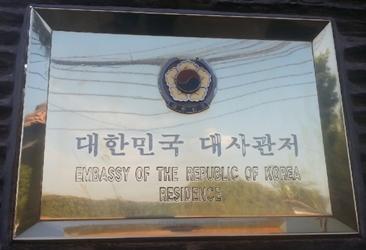 대한민국 대사관저
EMBASSY OF THE REPUBLIC OF KOREA
RESIDENCE